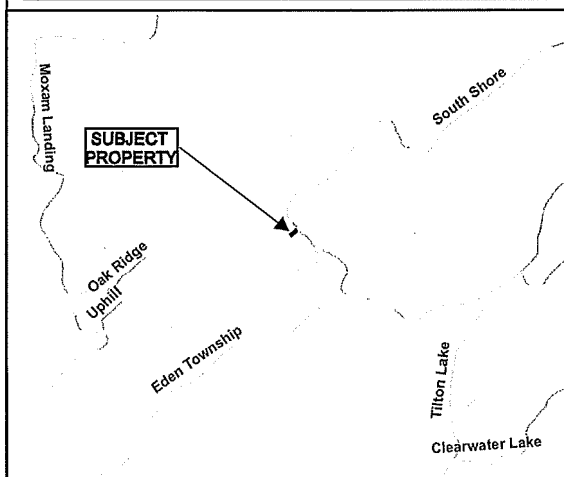 Moxam Landing
South Shore
SUBJECT
PROPERTY
Oak Ridge
Uphill
Eden Township
Tilton Lake
Clearwater Lake